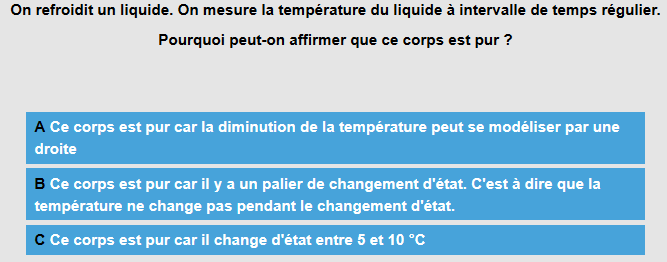 On refroidit un liquide. On mesure la température du liquide à intervalle de temps régulier.
Pourquoi peut-on affirmer que ce corps est pur ?
A Ce corps est pur car la diminution de la température peut se modéliser par une
droite
B Ce corps est pur car il y a un palier de changement d'état. C'est à dire que la
température ne change pas pendant le changement d'état.
C Ce corps est pur car il change d'état entre 5 et 10 °C